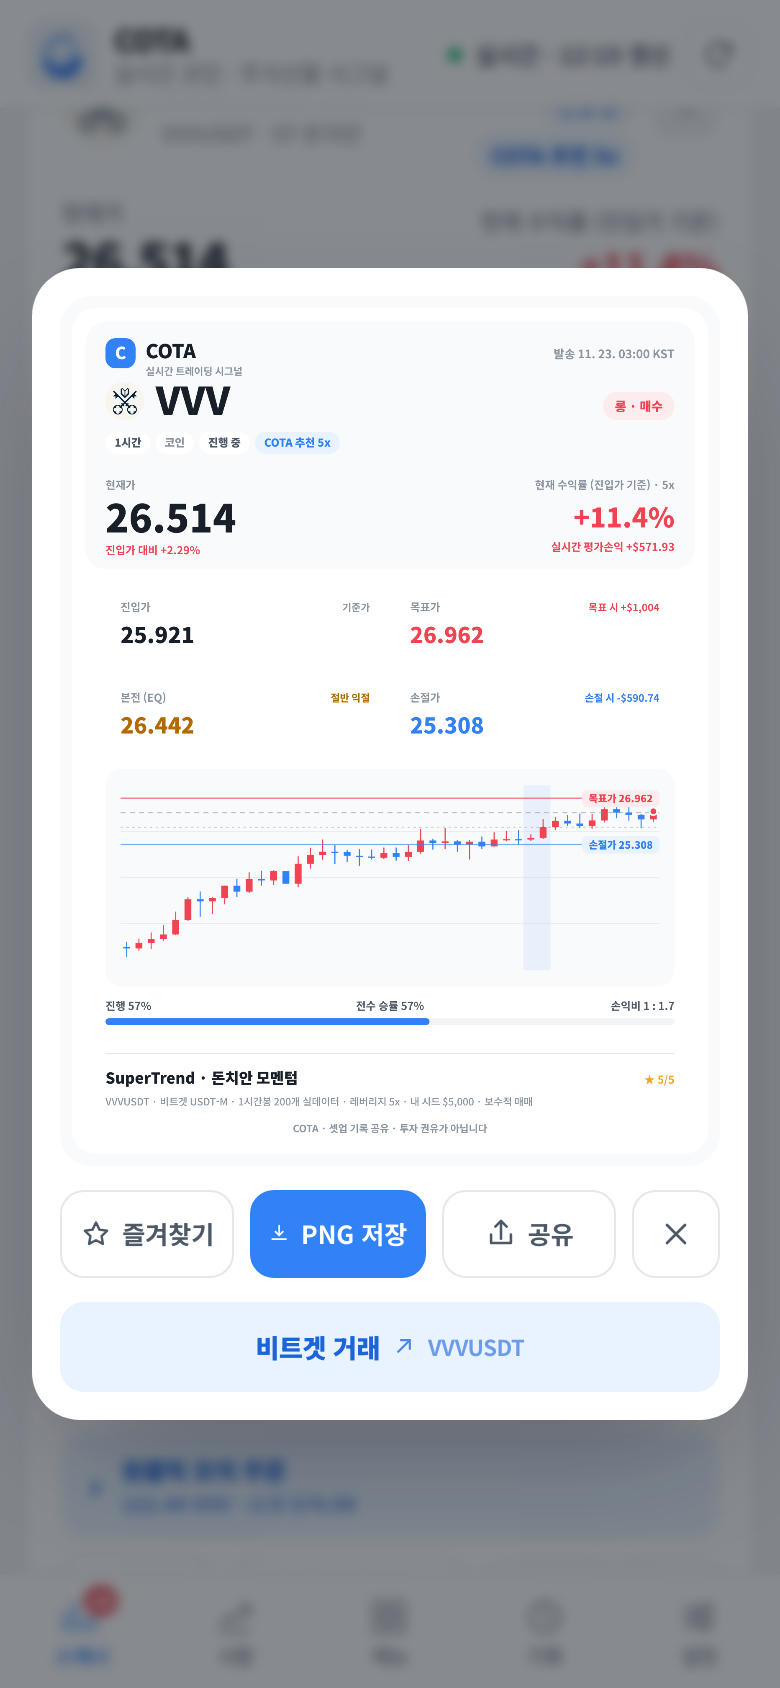 COTA
26.514
C COTA
발송 11. 23. 03:00 KST
실시간 트레이딩 시그널
VVV
롱 · 매수
1시간 코인 진행 중 COTA 추천 5x
현재가
현재 수익률 (진입가 기준) · 5x
26.514
+11.4%
진입가 대비 +2.29%
실시간 평가손익 +$571.93
진입가 기준가
25.921
목표가 목표 시 +$1,004
26.962
본전 (EQ) 절반 익절
26.442
손절가 손절 시 -$590.74
25.308
목표가 26.962
손절가 25.308
진행 57% 전수 승률 57% 손익비 1 : 1.7
SuperTrend · 돈치안 모멘텀
★ 5/5
VVVUSDT · 비트겟 USDT-M · 1시간봉 200개 실데이터 · 레버리지 5x · 내 시드 $5,000 · 보수적 매매
COTA · 셋업 기록 공유 · 투자 권유가 아닙니다
즐겨찾기
PNG 저장
공유
비트겟 거래 ↗ VVVUSDT